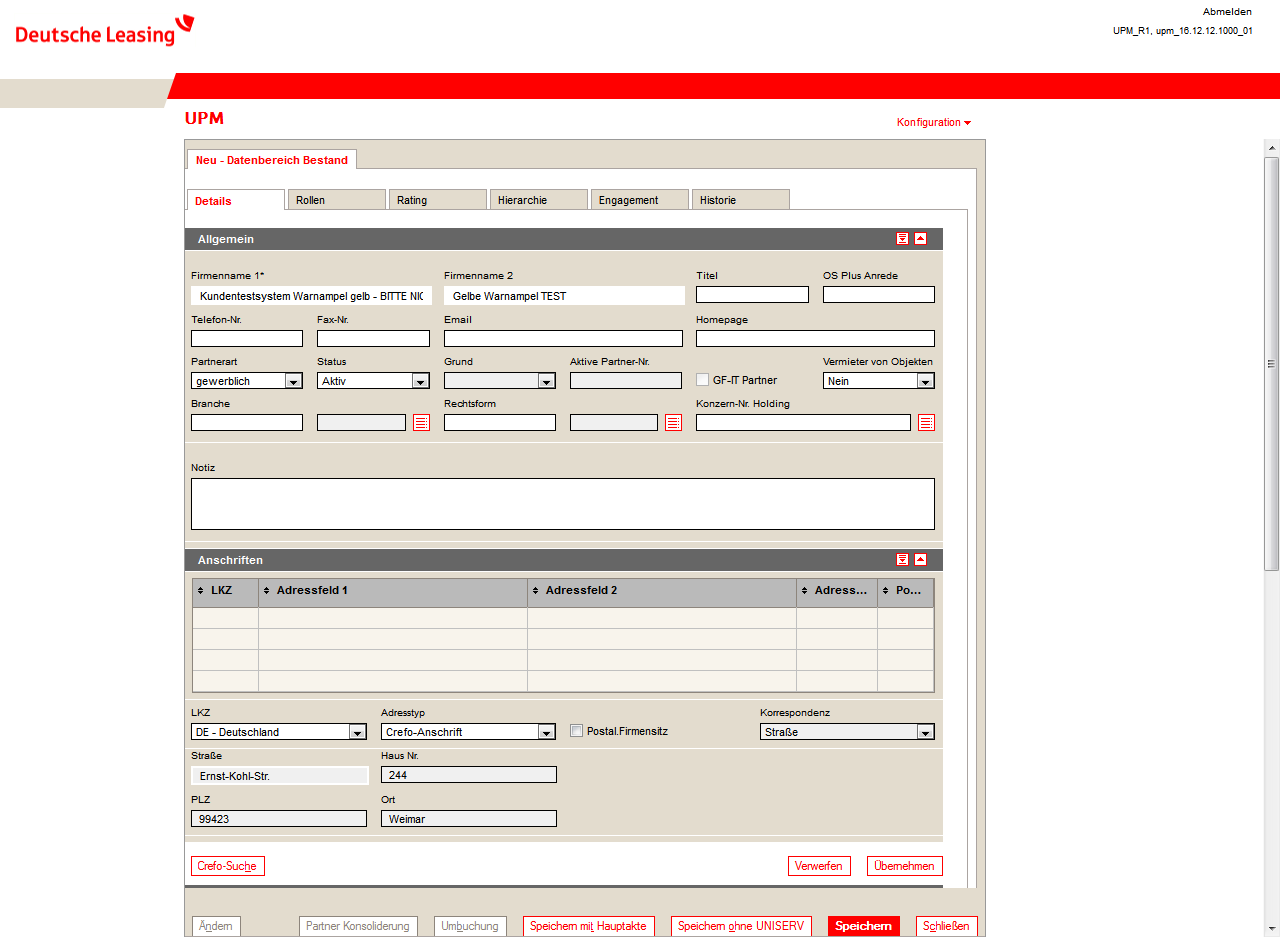 Deutsche Leasing
Abmelden
UPM_R1, upm_16.12.12.1000_01
UPM
Konfiguration
Neu - Datenbereich Bestand
Details Rollen Rating Hierarchie Engagement Historie
Allgemein
Firmenname 1* Firmenname 2 Titel OS Plus Anrede
Kundentestsystem Warnampel gelb - BITTE NIC Gelbe Warnampel TEST
Telefon-Nr. Fax-Nr. Email Homepage
Partnerart Status Grund Aktive Partner-Nr. Vermieter von Objekten
gewerblich Aktiv GF-IT Partner Nein
Branche Rechtsform Konzern-Nr. Holding
Notiz
Anschriften
LKZ Adressfeld 1 Adressfeld 2 Adress... Po...
LKZ Adresstyp Korrespondenz
DE - Deutschland Crefo-Anschrift Postal.Firmensitz Straße
Straße Haus Nr.
Ernst-Kohl-Str. 244
PLZ Ort
99423 Weimar
Crefo-Suche Verwerfen Übernehmen
Ändern Partner Konsolidierung Umbuchung Speichern mit Hauptakte Speichern ohne UNISERV Speichern Schließen